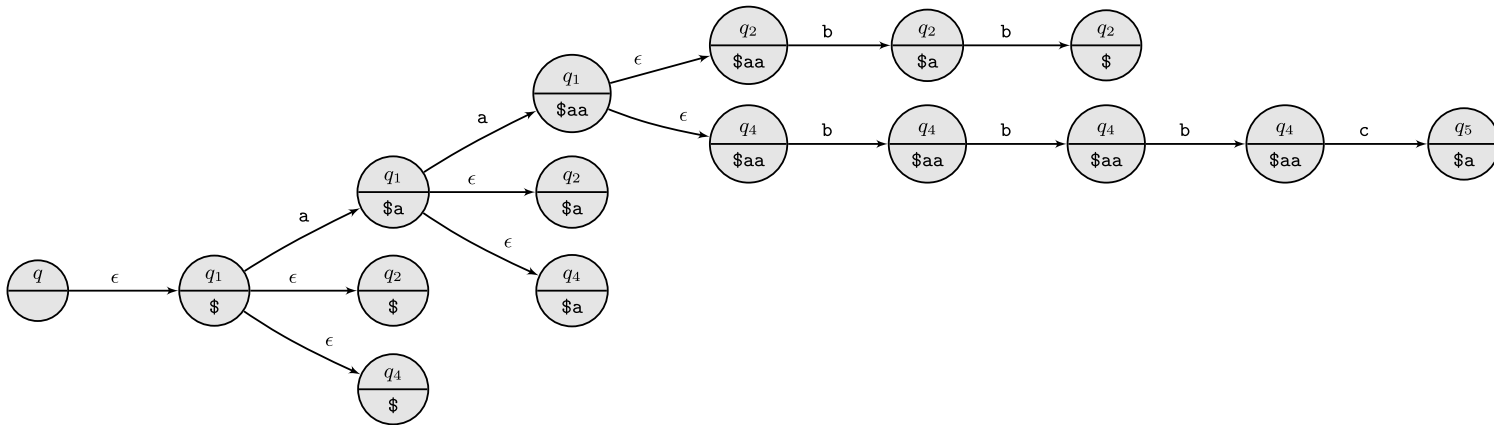 q₂ b q₂ b q₂
ϵ $aa $a $
q₁
$aa ϵ
a q₄ b q₄ b q₄ b q₄ c q₅
$aa $aa $aa $aa $a
q₁ ϵ q₂
$a $a
a ϵ
q ϵ q₁ ϵ q₂ q₄
$ $ $a
ϵ
q₄
$